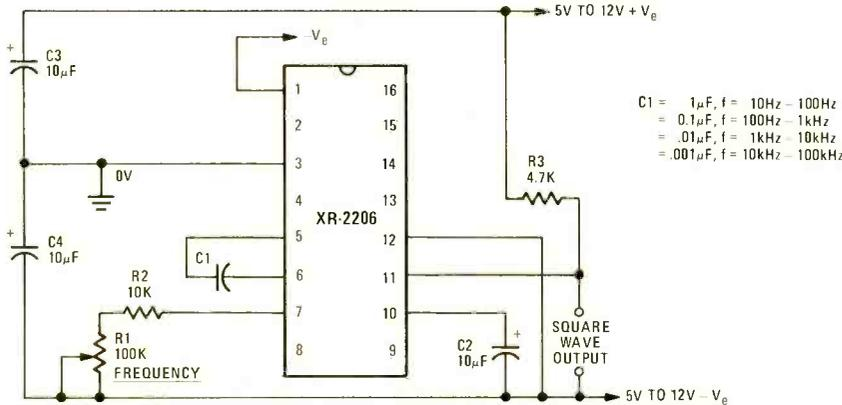 5V TO 12V + Ve
+
C3
10μF
-Ve
1
16
2
15
3
14
4
13
5
12
6
11
7
10
8
9
XR-2206
0V
R3
4.7K
C1 = 1μF, f = 10Hz – 100Hz
= 0.1μF, f = 100Hz – 1kHz
= .01μF, f = 1kHz – 10kHz
= .001μF, f = 10kHz – 100kHz
+
C4
10μF
C1
R2
10K
R1
100K
FREQUENCY
C2
10μF
+
SQUARE
WAVE
OUTPUT
5V TO 12V – Ve